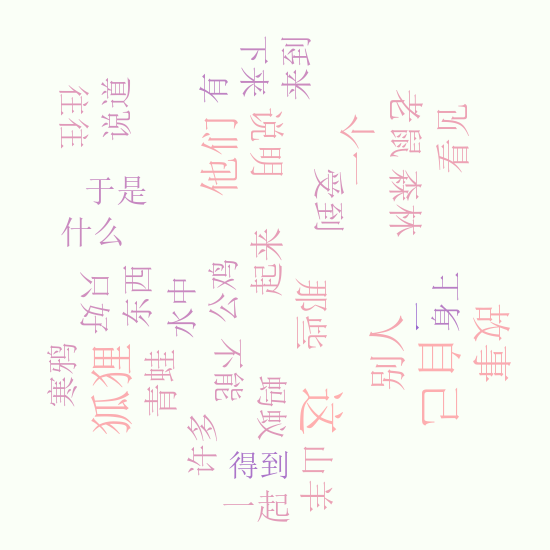 下来
来到
有
往往
说道
他们
说明
一个
老鼠
看见
受到
森林
于是
什么
起来
只好
东西
水中
公鸡
那些
身上
一
别人
自己
故事
寒鸦
狐狸
青蛙
不能
蚂蚁
这
许多
得到
山羊
一起